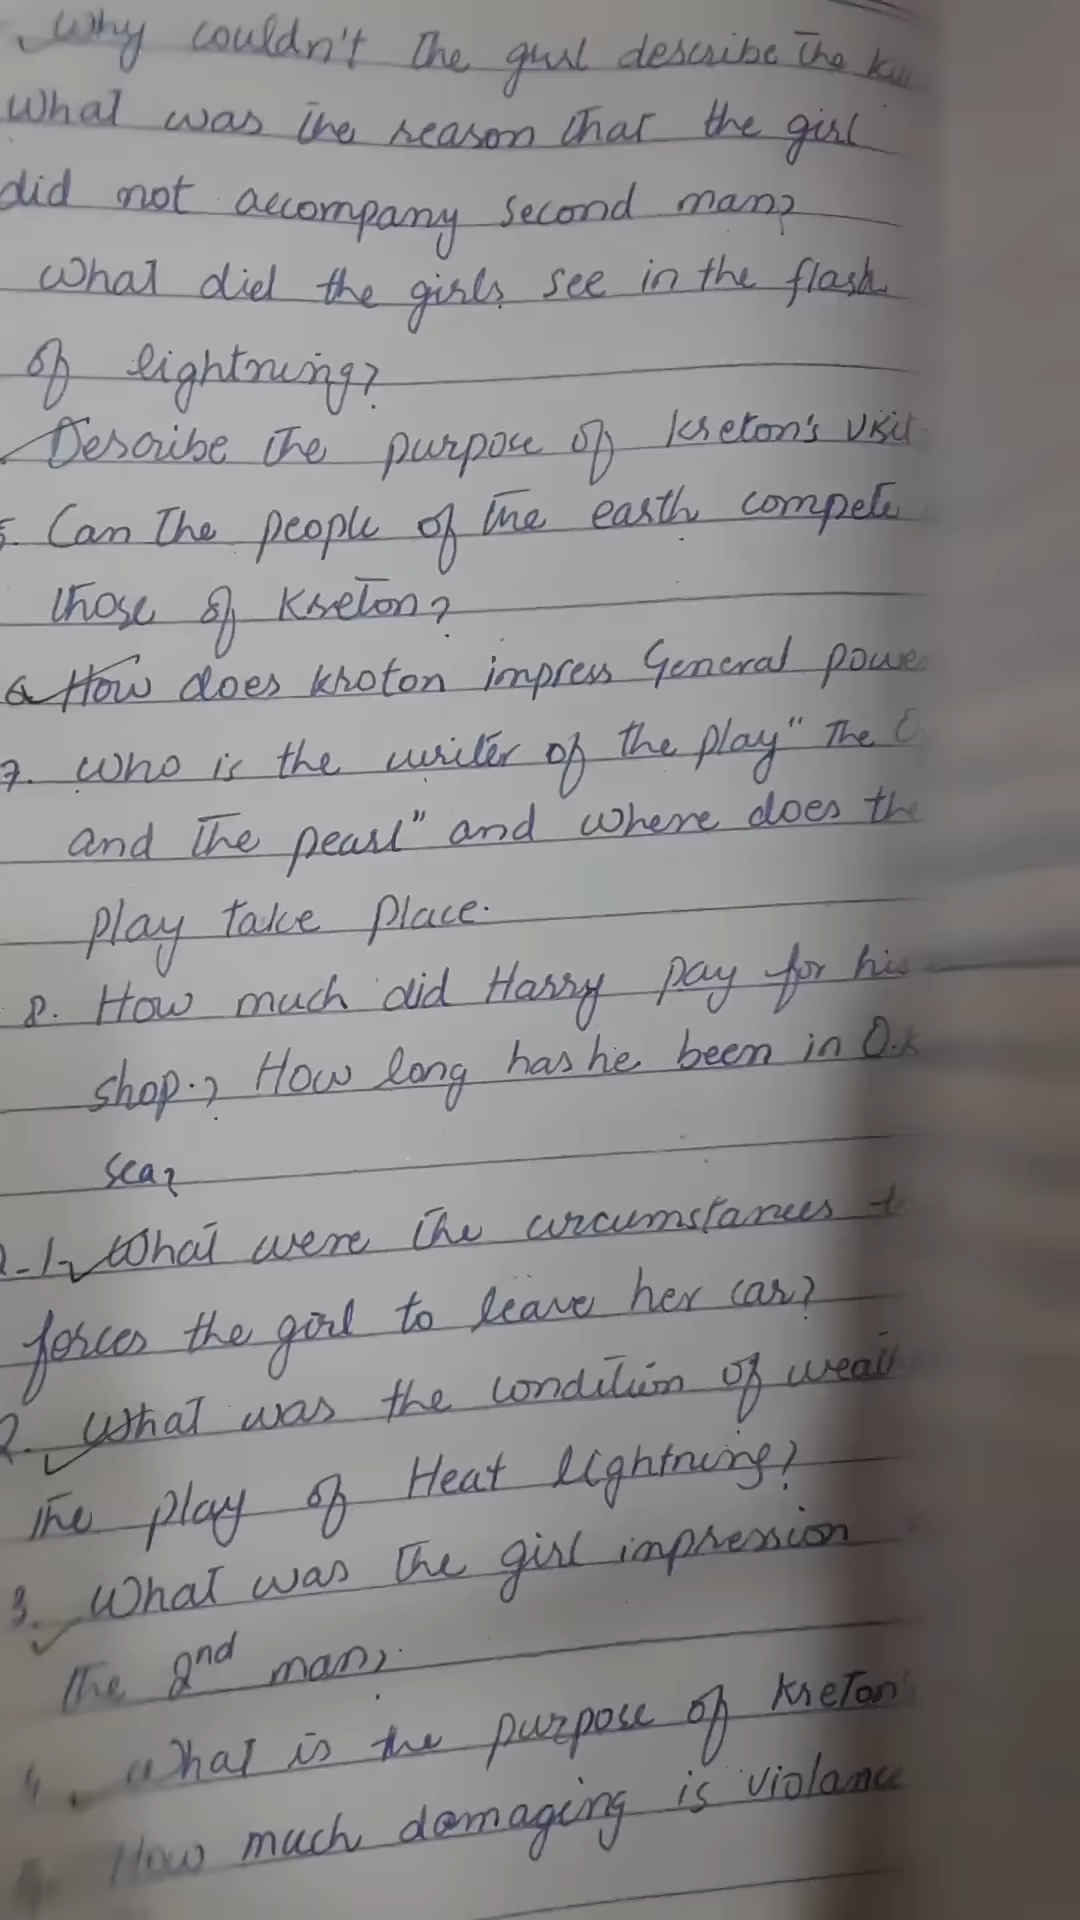 Why couldn't the girl describe the
What was the reason that the girl
did not accompany second man?
What did the girls see in the flash
of lightning?
Describe the purpose of kreton's visit
5. Can the people of the earth compete
those of Kreton?
6. How does kroton impress General power
7. Who is the writer of the play "The O
and the pearl" and where does the
play take place.
8. How much did Harry pay for his
shop.? How long has he been in O.k
sea?
2-1. What were the circumstances
forces the girl to leave her car?
2. What was the condition of
the play of Heat lightning?
3. What was the girl impression
the 2nd man?
4. What is the purpose of Kreton
How much damaging is violance